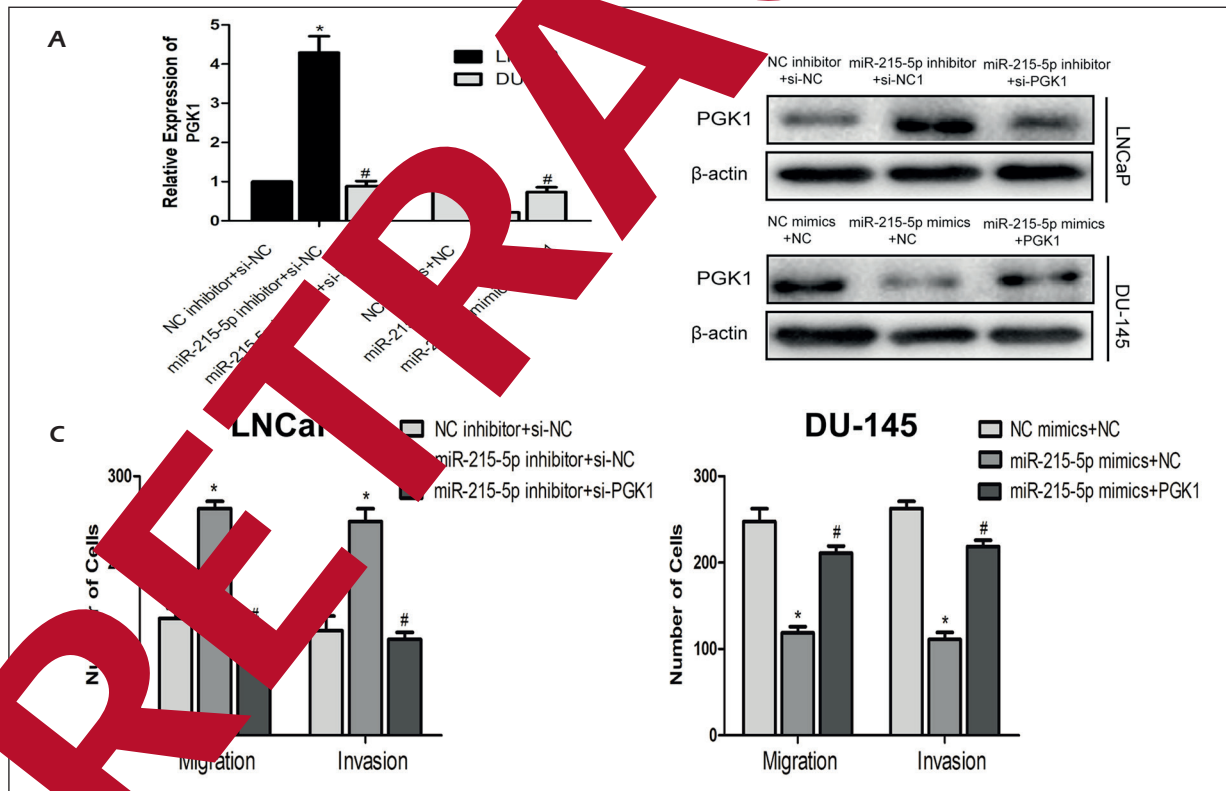 A
5
4
3
2
1
0
Relative Expression of
PGK1
*
#
#
NC inhibitor+si-NC
miR-215-5p inhibitor+si-NC
NC inhibitor
+si-NC
miR-215-5p inhibitor
+si-NC1
miR-215-5p inhibitor
+si-PGK1
PGK1
β-actin
LNCaP
NC mimics
+NC
miR-215-5p mimics
+NC
miR-215-5p mimics
+PGK1
PGK1
β-actin
DU-145
C
NC inhibitor+si-NC
miR-215-5p inhibitor+si-NC
miR-215-5p inhibitor+si-PGK1
300
of Cells
*
*
#
#
Migration
Invasion
DU-145
NC mimics+NC
miR-215-5p mimics+NC
miR-215-5p mimics+PGK1
300
200
100
0
Number of Cells
*
#
*
#
Migration
Invasion
RETRA